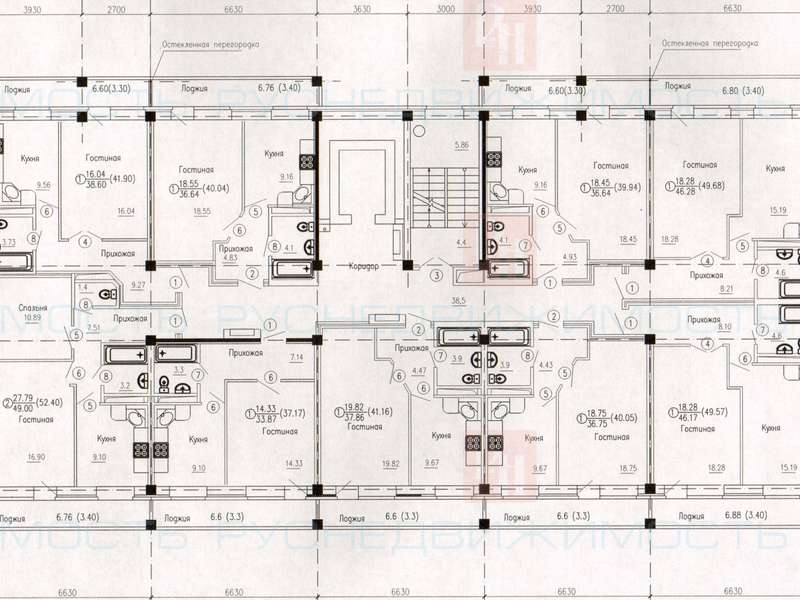 3930 2700 6630 3630 3000 3930 2700 6630
Остекленная перегородка Остекленная перегородка
Лоджия 6.60(3.30) Лоджия 6.76 (3.40) Лоджия 6.60(3.30) Лоджия 6.80 (3.40)
МОСТЬ РУСНЕДВИЖИМОСТЬ
Кухня 9.56
Гостиная
1 16.04 38.60 (41.90)
16.04
Гостиная
1 18.55 36.64 (40.04)
18.55
Кухня
9.16
5.86
Кухня
9.16
Гостиная
1 18.45 36.64 (39.94)
18.45
Гостиная
1 18.28 46.28 (49.68)
18.28
Кухня
15.19
3.73
Прихожая
9.27
Прихожая
4.83
4.1
Коридор
38,5
4.4
4.1
4.93
Прихожая
8.21
4.6
РУСНЕДВИЖИМОСТЬ
Спальня
10.89
1.4
7.51
Прихожая
Прихожая
8.10
4.6
2 27.79 49.00 (52.40)
Гостиная
16.90
3.2
3.3
Кухня
9.10
Кухня
9.10
Прихожая
7.14
1 14.33 33.87 (37.17)
Гостиная
14.33
1 19.82 37.86 (41.16)
Гостиная
19.82
Прихожая
4.47
3.9
Кухня
9.67
3.9
Прихожая
4.43
Кухня
9.67
1 18.75 36.75 (40.05)
Гостиная
18.75
1 18.28 46.17 (49.57)
Гостиная
18.28
Кухня
15.19
Лоджия 6.76 (3.40) Лоджия 6.6 (3.3) Лоджия 6.6 (3.3) Лоджия 6.6 (3.3) Лоджия 6.88 (3.40)
ИМОСТЬ РУСНЕДВИЖИМОСТЬ
6630 6630 6630 6630 6630